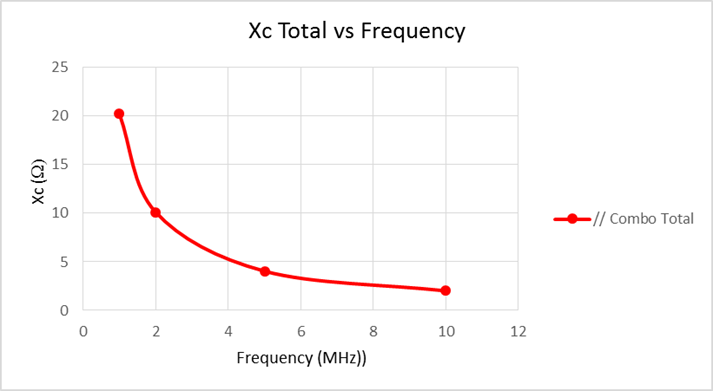 Xc Total vs Frequency
25
20
15
10
5
0
Xc (Ω)
0 2 4 6 8 10 12
Frequency (MHz))
// Combo Total